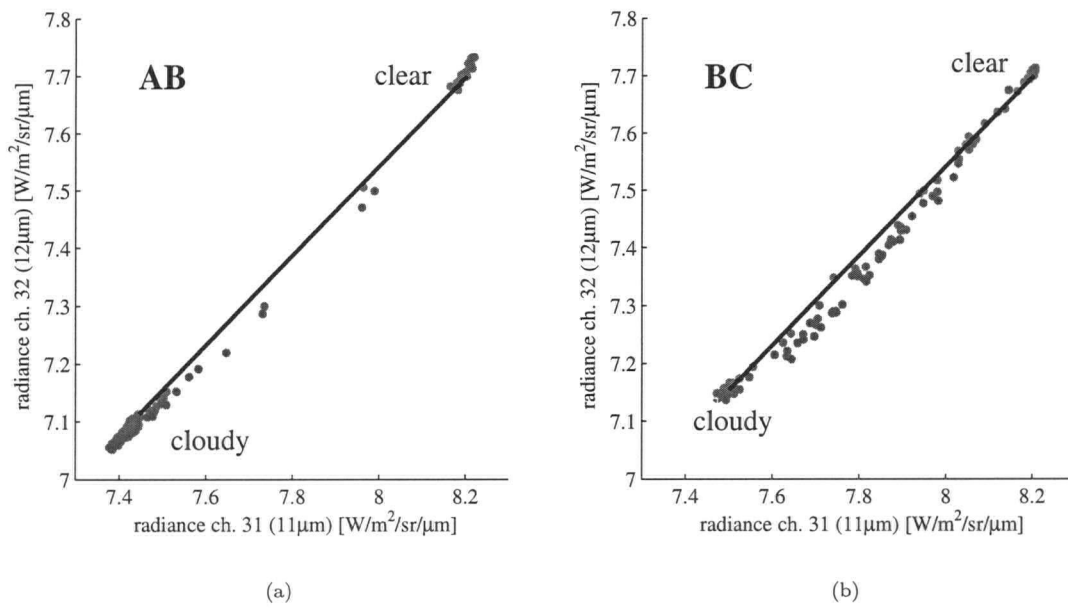 7.8
7.7
7.6
7.5
7.4
7.3
7.2
7.1
7
radiance ch. 32 (12μm) [W/m²/sr/μm]
AB
clear
cloudy
7.4 7.6 7.8 8 8.2
radiance ch. 31 (11μm) [W/m²/sr/μm]
(a)
7.8
7.7
7.6
7.5
7.4
7.3
7.2
7.1
7
radiance ch. 32 (12μm) [W/m²/sr/μm]
BC
clear
cloudy
7.4 7.6 7.8 8 8.2
radiance ch. 31 (11μm) [W/m²/sr/μm]
(b)